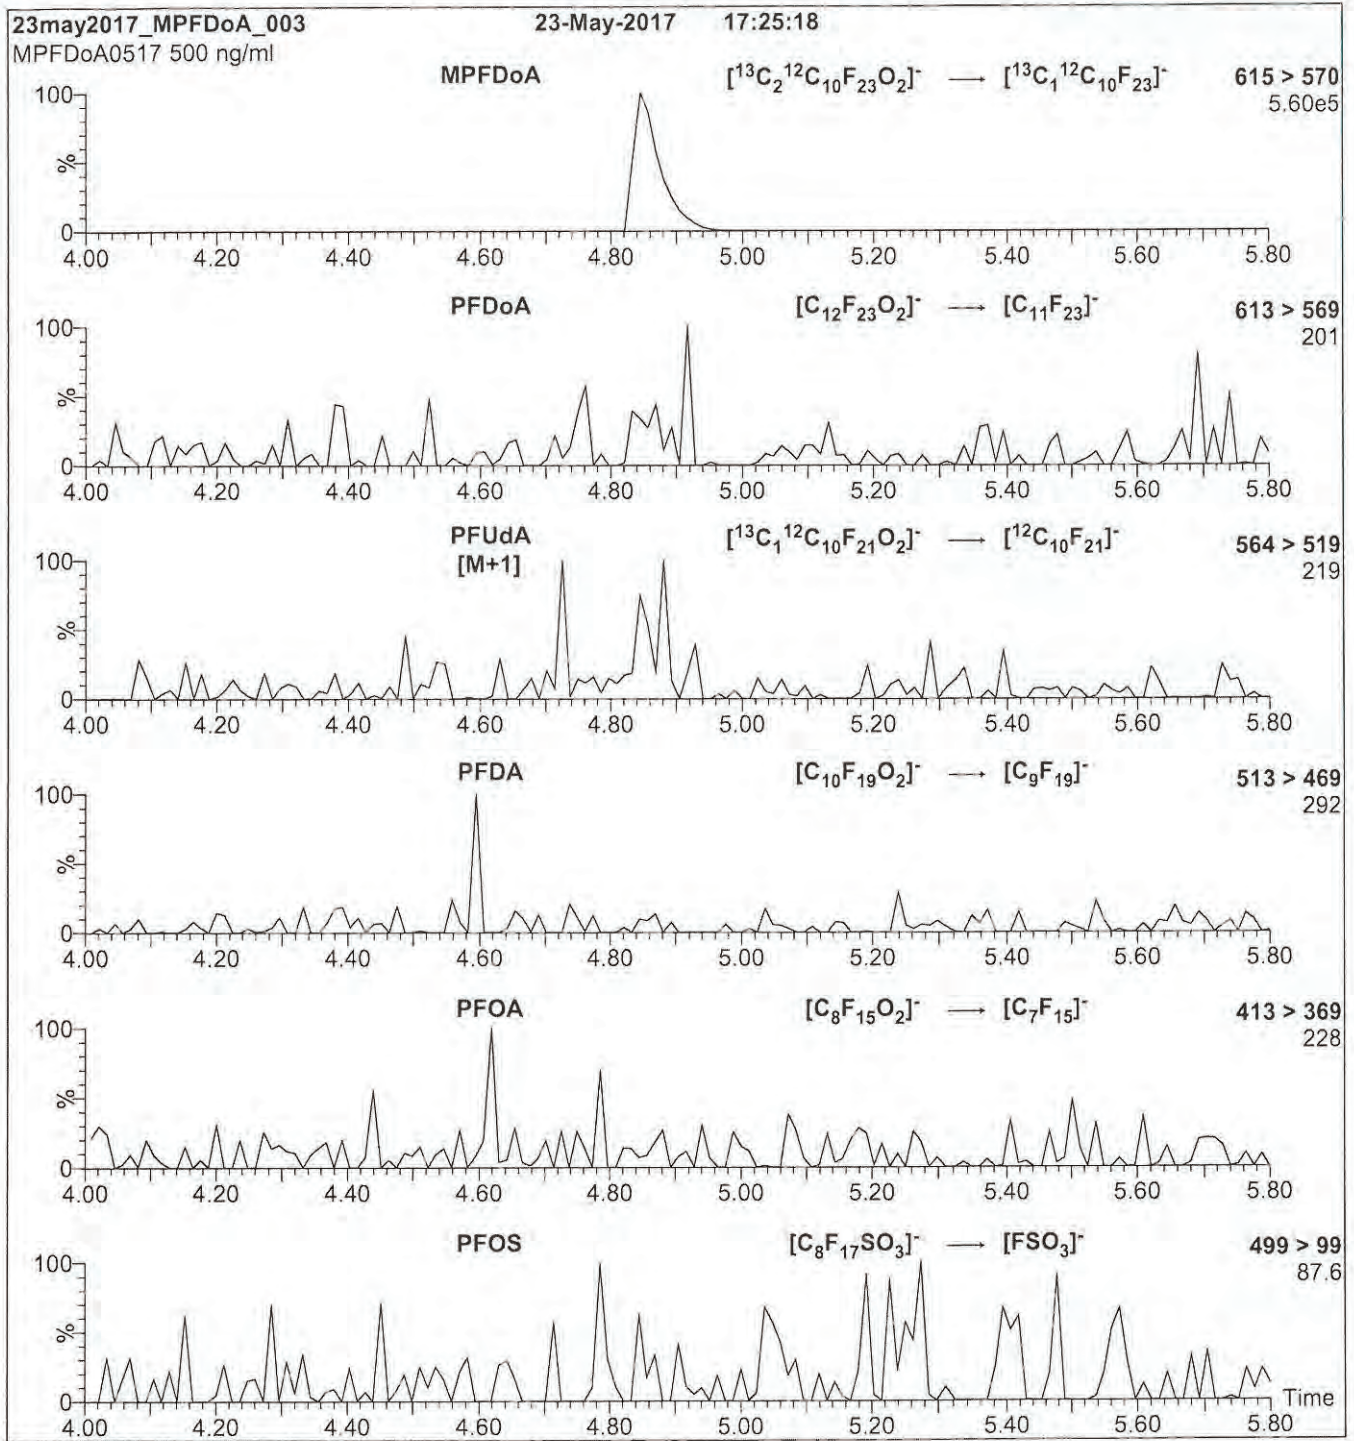 23may2017_MPFDoA_003 23-May-2017 17:25:18
MPFDoA0517 500 ng/ml
MPFDoA [¹³C₂¹²C₁₀F₂₃O₂]⁻ → [¹³C₁¹²C₁₀F₂₃]⁻ 615 > 570
5.60e5
100
%
0
4.00 4.20 4.40 4.60 4.80 5.00 5.20 5.40 5.60 5.80
PFDoA [C₁₂F₂₃O₂]⁻ → [C₁₁F₂₃]⁻ 613 > 569
201
100
%
0
4.00 4.20 4.40 4.60 4.80 5.00 5.20 5.40 5.60 5.80
PFUdA [¹³C₁¹²C₁₀F₂₁O₂]⁻ → [¹²C₁₀F₂₁]⁻ 564 > 519
[M+1] 219
100
%
0
4.00 4.20 4.40 4.60 4.80 5.00 5.20 5.40 5.60 5.80
PFDA [C₁₀F₁₉O₂]⁻ → [C₉F₁₉]⁻ 513 > 469
292
100
%
0
4.00 4.20 4.40 4.60 4.80 5.00 5.20 5.40 5.60 5.80
PFOA [C₈F₁₅O₂]⁻ → [C₇F₁₅]⁻ 413 > 369
228
100
%
0
4.00 4.20 4.40 4.60 4.80 5.00 5.20 5.40 5.60 5.80
PFOS [C₈F₁₇SO₃]⁻ → [FSO₃]⁻ 499 > 99
87.6
100
%
0 Time
4.00 4.20 4.40 4.60 4.80 5.00 5.20 5.40 5.60 5.80